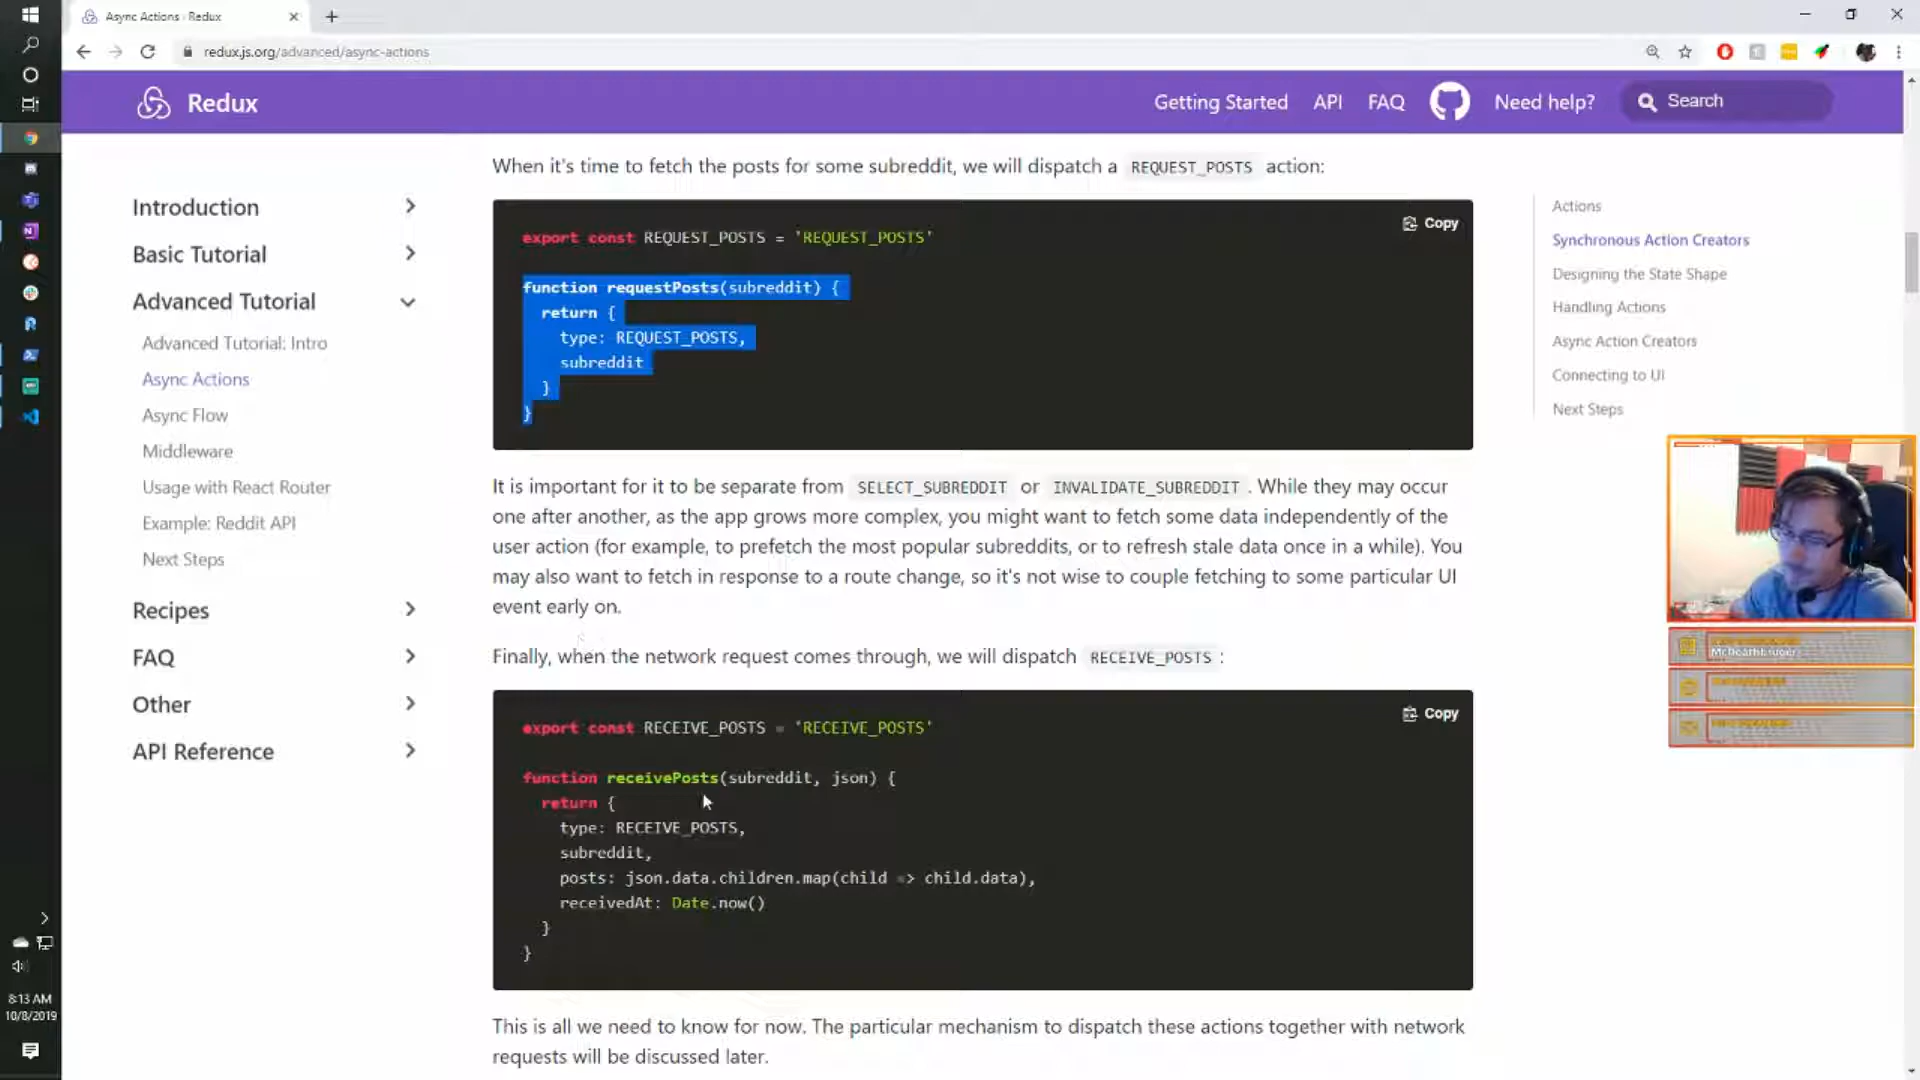 Async Actions · Redux
redux.js.org/advanced/async-actions
Redux
Getting Started
API
FAQ
Need help?
Search
Introduction
Basic Tutorial
Advanced Tutorial
Advanced Tutorial: Intro
Async Actions
Async Flow
Middleware
Usage with React Router
Example: Reddit API
Next Steps
Recipes
FAQ
Other
API Reference
When it's time to fetch the posts for some subreddit, we will dispatch a REQUEST_POSTS action:
Copy
export const REQUEST_POSTS = 'REQUEST_POSTS'
function requestPosts(subreddit) {
return {
type: REQUEST_POSTS,
subreddit
}
}
It is important for it to be separate from SELECT_SUBREDDIT or INVALIDATE_SUBREDDIT . While they may occur
one after another, as the app grows more complex, you might want to fetch some data independently of the
user action (for example, to prefetch the most popular subreddits, or to refresh stale data once in a while). You
may also want to fetch in response to a route change, so it's not wise to couple fetching to some particular UI
event early on.
Finally, when the network request comes through, we will dispatch RECEIVE_POSTS :
Copy
export const RECEIVE_POSTS = 'RECEIVE_POSTS'
function receivePosts(subreddit, json) {
return {
type: RECEIVE_POSTS,
subreddit,
posts: json.data.children.map(child => child.data),
receivedAt: Date.now()
}
}
This is all we need to know for now. The particular mechanism to dispatch these actions together with network
requests will be discussed later.
Actions
Synchronous Action Creators
Designing the State Shape
Handling Actions
Async Action Creators
Connecting to UI
Next Steps
8:13 AM
10/8/2019